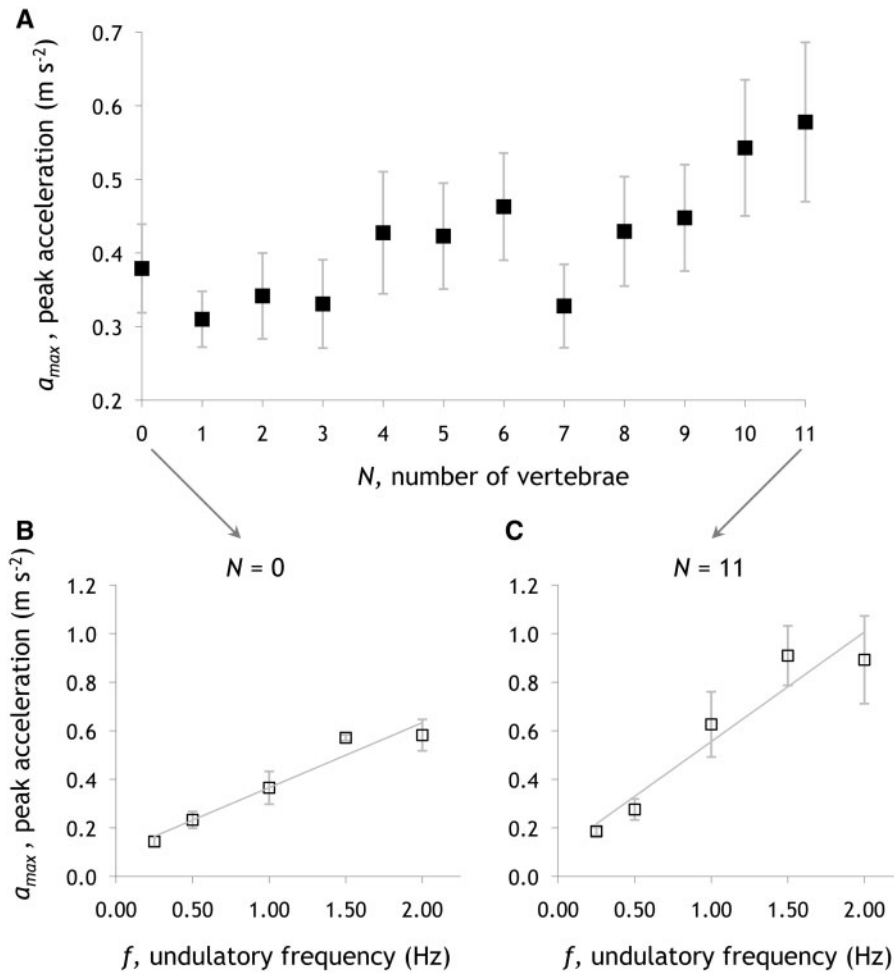 A
a_max , peak acceleration (m s⁻²)
0.7
0.6
0.5
0.4
0.3
0.2
0 1 2 3 4 5 6 7 8 9 10 11
N, number of vertebrae
B
N = 0
a_max , peak acceleration (m s⁻²)
1.2
1.0
0.8
0.6
0.4
0.2
0.0
0.00 0.50 1.00 1.50 2.00
f, undulatory frequency (Hz)
C
N = 11
1.2
1.0
0.8
0.6
0.4
0.2
0.0
0.00 0.50 1.00 1.50 2.00
f, undulatory frequency (Hz)